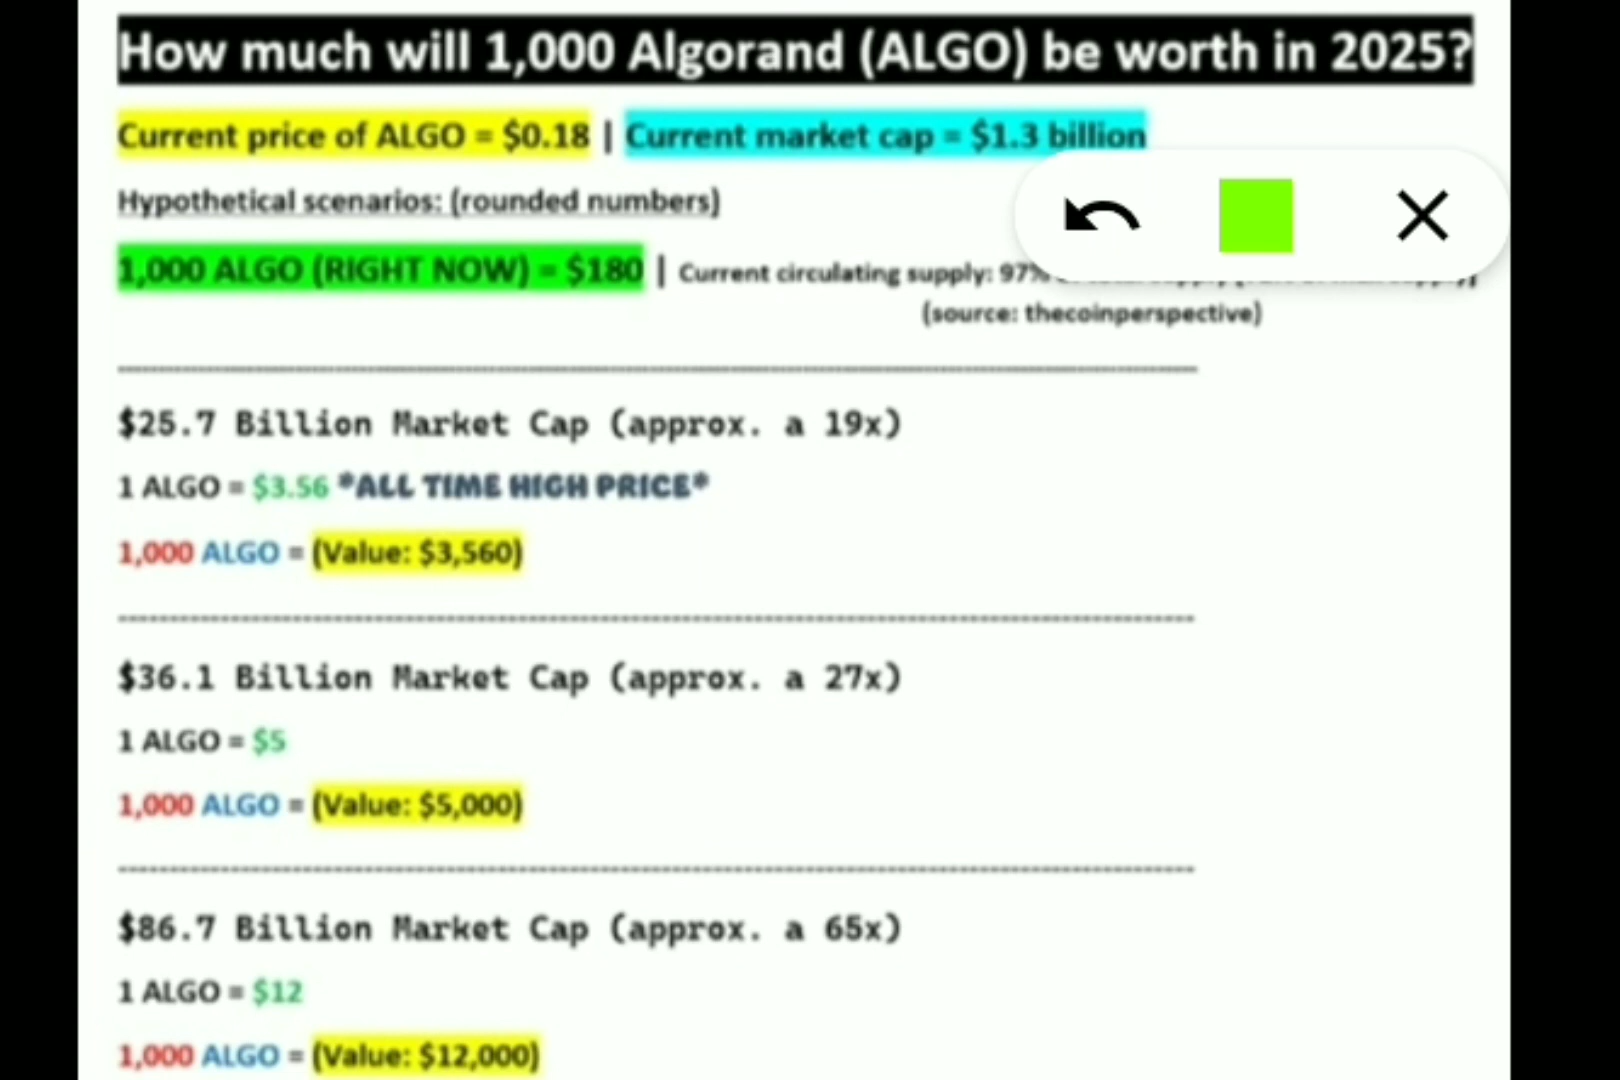 How much will 1,000 Algorand (ALGO) be worth in 2025?
Current price of ALGO = $0.18 | Current market cap = $1.3 billion
Hypothetical scenarios: (rounded numbers)
1,000 ALGO (RIGHT NOW) = $180 | Current circulating supply: 97%
(source: thecoinperspective)
$25.7 Billion Market Cap (approx. a 19x)
1 ALGO = $3.56 *ALL TIME HIGH PRICE*
1,000 ALGO = (Value: $3,560)
$36.1 Billion Market Cap (approx. a 27x)
1 ALGO = $5
1,000 ALGO = (Value: $5,000)
$86.7 Billion Market Cap (approx. a 65x)
1 ALGO = $12
1,000 ALGO = (Value: $12,000)